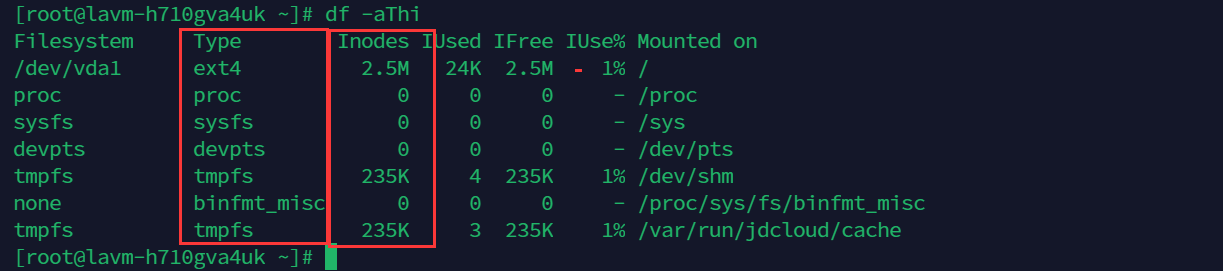 [root@lavm-h710gva4uk ~]# df -aThi
Filesystem     Type        Inodes IUsed IFree IUse% Mounted on
/dev/vda1      ext4          2.5M   24K  2.5M    1% /
proc           proc             0     0     0     - /proc
sysfs          sysfs            0     0     0     - /sys
devpts         devpts           0     0     0     - /dev/pts
tmpfs          tmpfs         235K     4  235K    1% /dev/shm
none           binfmt_misc      0     0     0     - /proc/sys/fs/binfmt_misc
tmpfs          tmpfs         235K     3  235K    1% /var/run/jdcloud/cache
[root@lavm-h710gva4uk ~]#